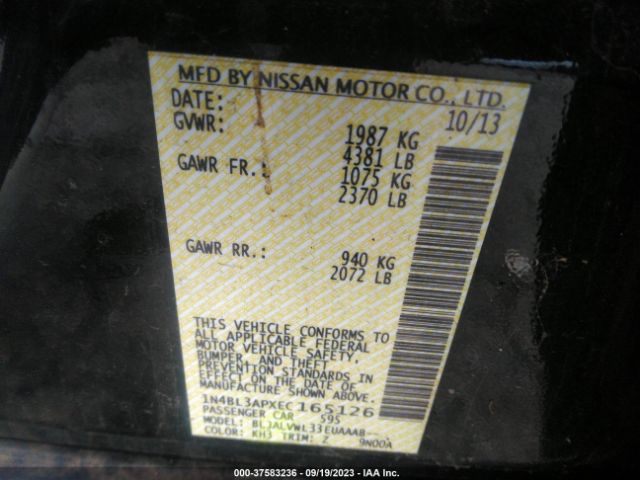 MFD BY NISSAN MOTOR CO., LTD.
DATE: 10/13
GVWR: 1987 KG
4381 LB
GAWR FR.: 1075 KG
2370 LB
GAWR RR.: 940 KG
2072 LB
THIS VEHICLE CONFORMS TO
ALL APPLICABLE FEDERAL
MOTOR VEHICLE SAFETY,
BUMPER, AND THEFT
PREVENTION STANDARDS IN
EFFECT ON THE DATE OF
MANUFACTURE SHOWN ABOVE.
1N4BL3APXEC165126
PASSENGER CAR 595
MODEL: BL3ALVWL33EUAAAB--
COLOR: KH3 TRIM: Z 9N00A
000-37583236 - 09/19/2023 - IAA Inc.